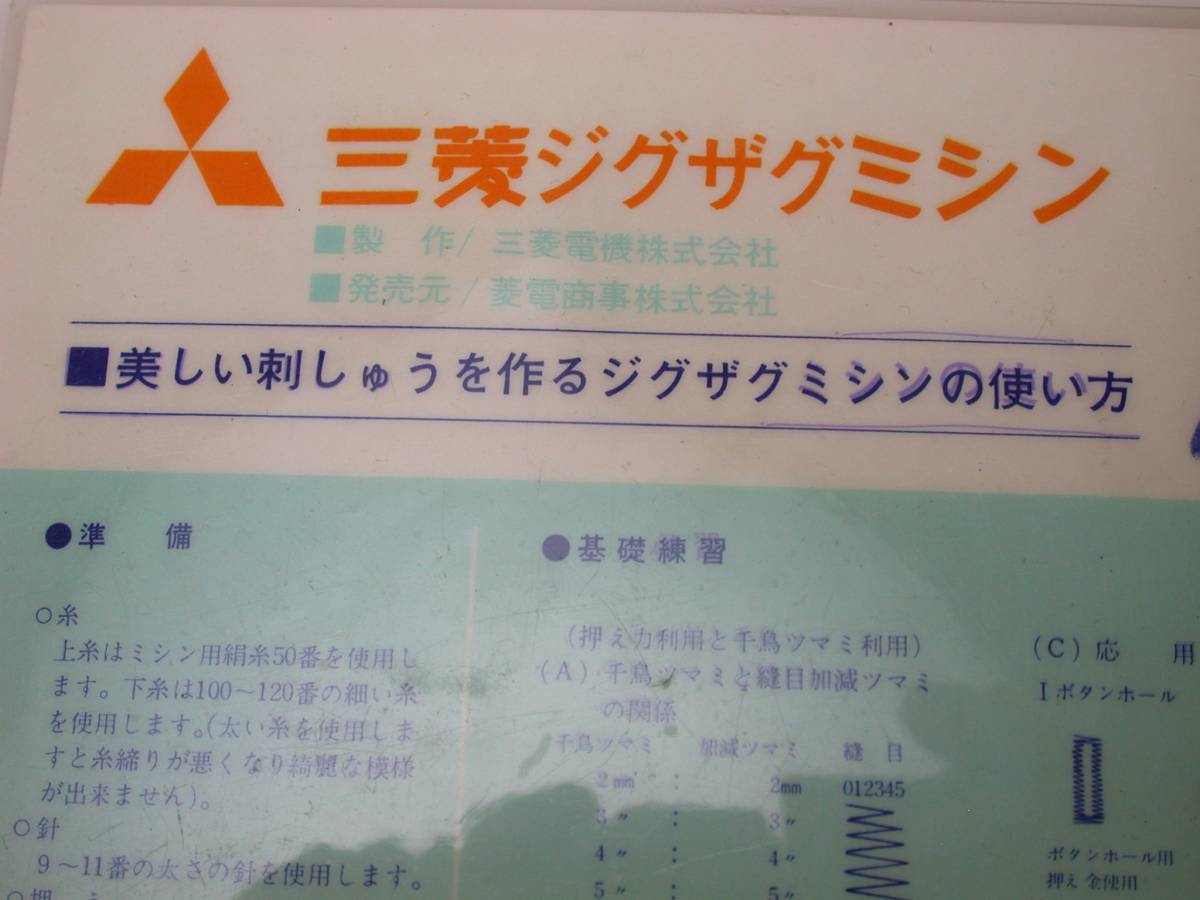 三菱ジグザグミシン
■製　作/ 三菱電機株式会社
■発売元/ 菱電商事株式会社
■美しい刺しゅうを作るジグザグミシンの使い方
●準　備
○糸
上糸はミシン用絹糸50番を使用し
ます。下糸は100～120番の細い糸
を使用します。(太い糸を使用しま
すと糸締りが悪くなり綺麗な模様
が出来ません)。
○針
9～11番の太さの針を使用します。
●基礎練習
(押え力利用と千鳥ツマミ利用)
(A) 千鳥ツマミと縫目加減ツマミ
の関係
千鳥ツマミ　加減ツマミ　縫　目
2mm : 2mm 012345
3〃 : 3〃
4〃 : 4〃
5〃 : 5〃
(C) 応　用
I ボタンホール
ボタンホール用
押え金使用